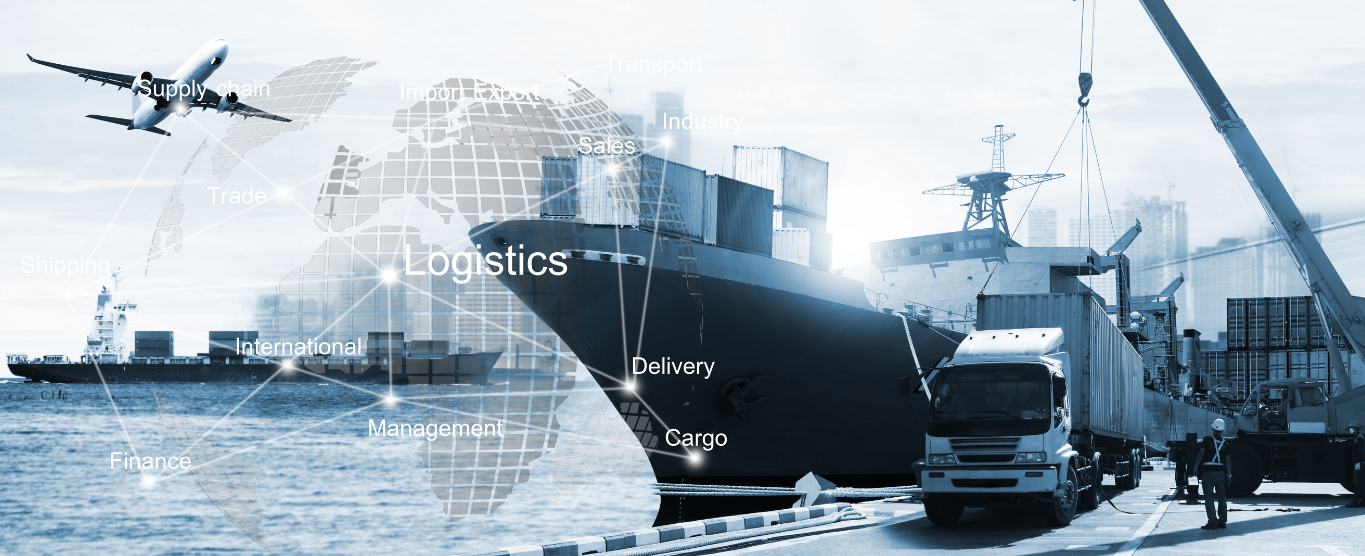 Transport
Supply chain
Import Export
Industry
Sales
Trade
Logistics
Shipping
International
Delivery
Management
Cargo
Finance